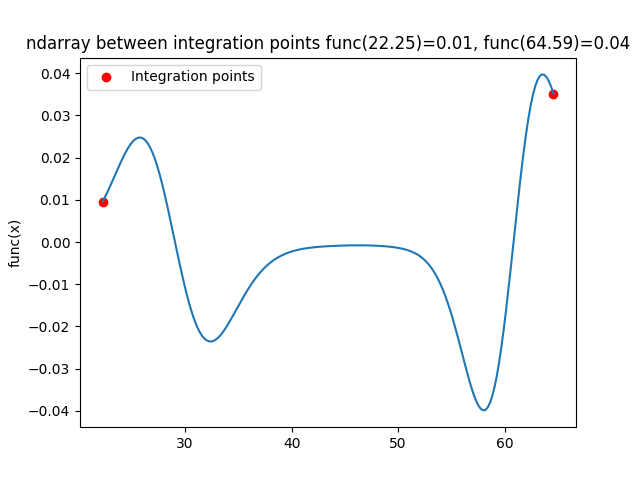 ndarray between integration points func(22.25)=0.01, func(64.59)=0.04
Integration points
func(x)
0.04
0.03
0.02
0.01
0.00
−0.01
−0.02
−0.03
−0.04
30 40 50 60